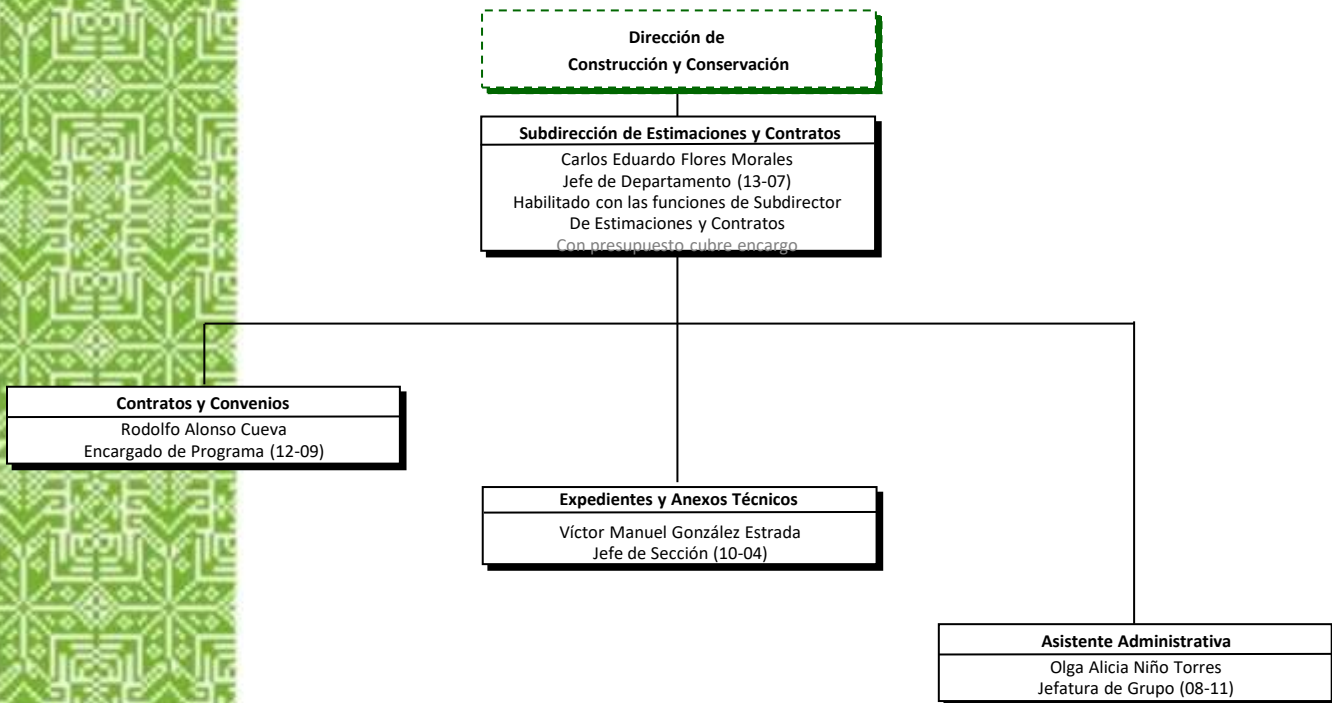 Dirección de
Construcción y Conservación
Subdirección de Estimaciones y Contratos
Carlos Eduardo Flores Morales
Jefe de Departamento (13-07)
Habilitado con las funciones de Subdirector
De Estimaciones y Contratos
Con presupuesto cubre encargo
Contratos y Convenios
Rodolfo Alonso Cueva
Encargado de Programa (12-09)
Expedientes y Anexos Técnicos
Víctor Manuel González Estrada
Jefe de Sección (10-04)
Asistente Administrativa
Olga Alicia Niño Torres
Jefatura de Grupo (08-11)